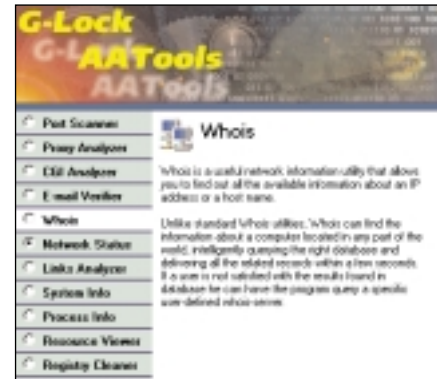 G-Lock
AATools
Port Scanner
Proxy Analyzer
CGI Analyzer
E-mail Verifier
Whois
Network Status
Links Analyzer
System Info
Process Info
Resource Viewer
Registry Cleaner
Whois
Whois is a useful network information utility that allows
you to find out all the available information about an IP
address or a host name.
Unlike standard Whois utilities, Whois can find the
information about a computer located in any part of the
world, intelligently querying the right database and
delivering all the related records within a few seconds.
If a user is not satisfied with the results found in
database he can have the program query a specific
user-defined whois-server.